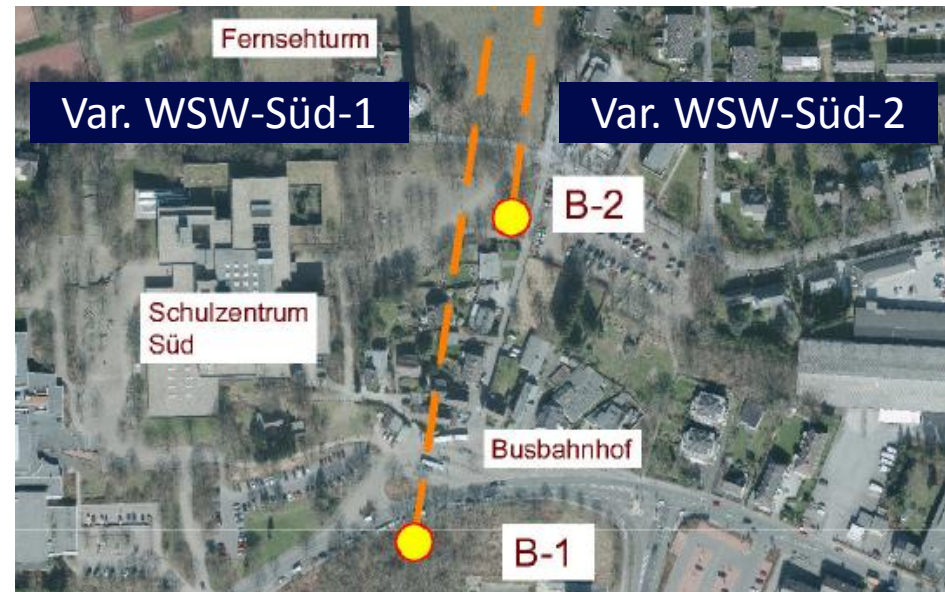 Fernsehturm
Var. WSW-Süd-1
Var. WSW-Süd-2
B-2
Schulzentrum
Süd
Busbahnhof
B-1